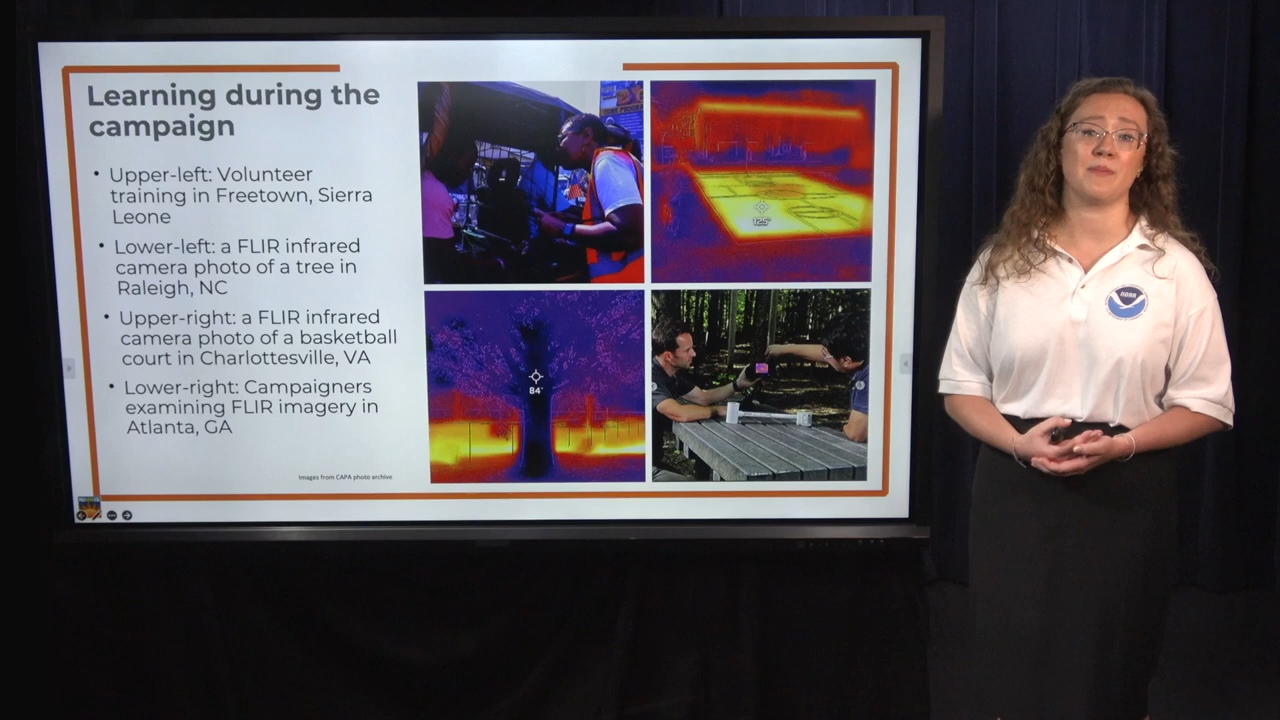 Learning during the
campaign
• Upper-left: Volunteer
training in Freetown, Sierra
Leone
• Lower-left: a FLIR infrared
camera photo of a tree in
Raleigh, NC
• Upper-right: a FLIR infrared
camera photo of a basketball
court in Charlottesville, VA
• Lower-right: Campaigners
examining FLIR imagery in
Atlanta, GA
Images from CAPA photo archive
125°
84°
NOAA